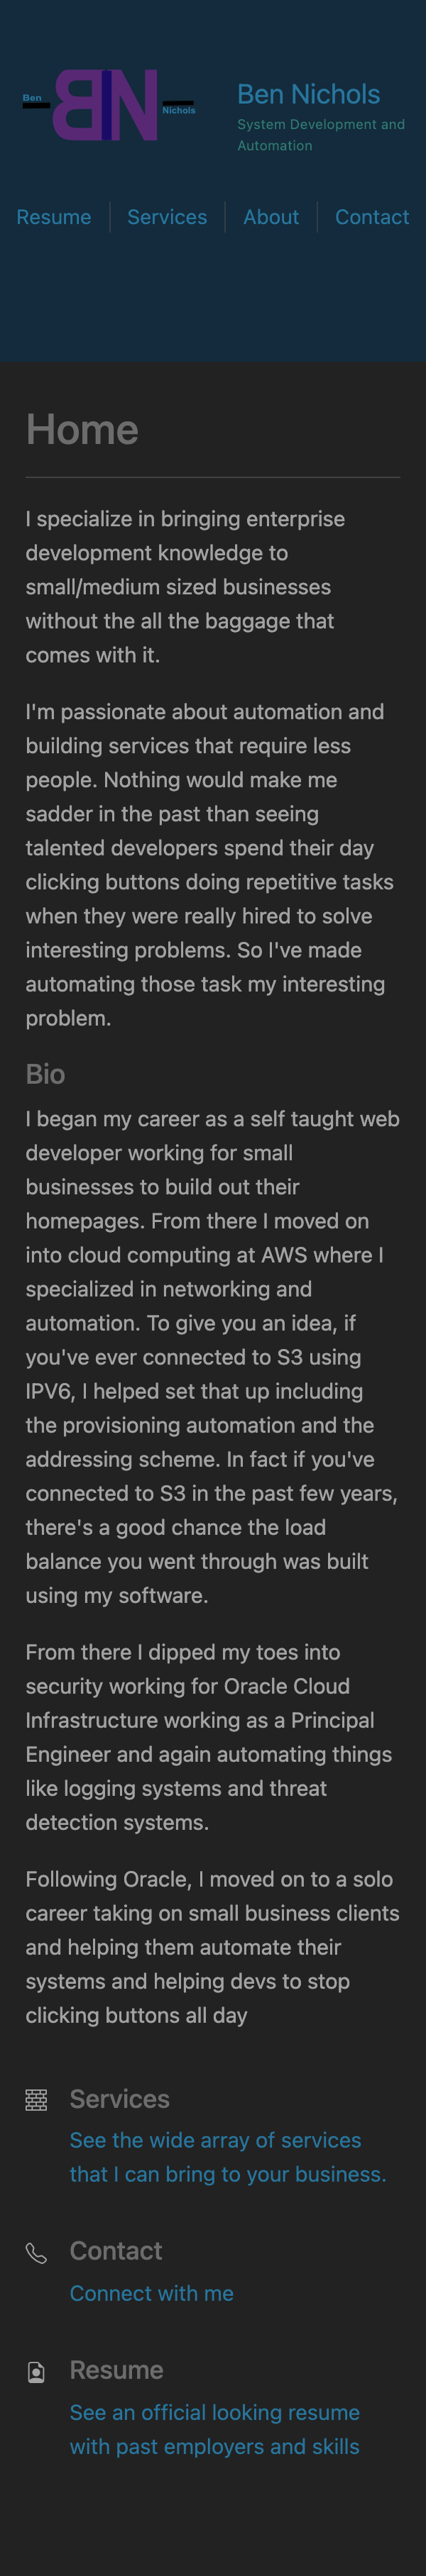 Ben
BN
Nichols
Ben Nichols
System Development and
Automation
Resume
Services
About
Contact
Home
I specialize in bringing enterprise
development knowledge to
small/medium sized businesses
without the all the baggage that
comes with it.
I'm passionate about automation and
building services that require less
people. Nothing would make me
sadder in the past than seeing
talented developers spend their day
clicking buttons doing repetitive tasks
when they were really hired to solve
interesting problems. So I've made
automating those task my interesting
problem.
Bio
I began my career as a self taught web
developer working for small
businesses to build out their
homepages. From there I moved on
into cloud computing at AWS where I
specialized in networking and
automation. To give you an idea, if
you've ever connected to S3 using
IPV6, I helped set that up including
the provisioning automation and the
addressing scheme. In fact if you've
connected to S3 in the past few years,
there's a good chance the load
balance you went through was built
using my software.
From there I dipped my toes into
security working for Oracle Cloud
Infrastructure working as a Principal
Engineer and again automating things
like logging systems and threat
detection systems.
Following Oracle, I moved on to a solo
career taking on small business clients
and helping them automate their
systems and helping devs to stop
clicking buttons all day
Services
See the wide array of services
that I can bring to your business.
Contact
Connect with me
Resume
See an official looking resume
with past employers and skills